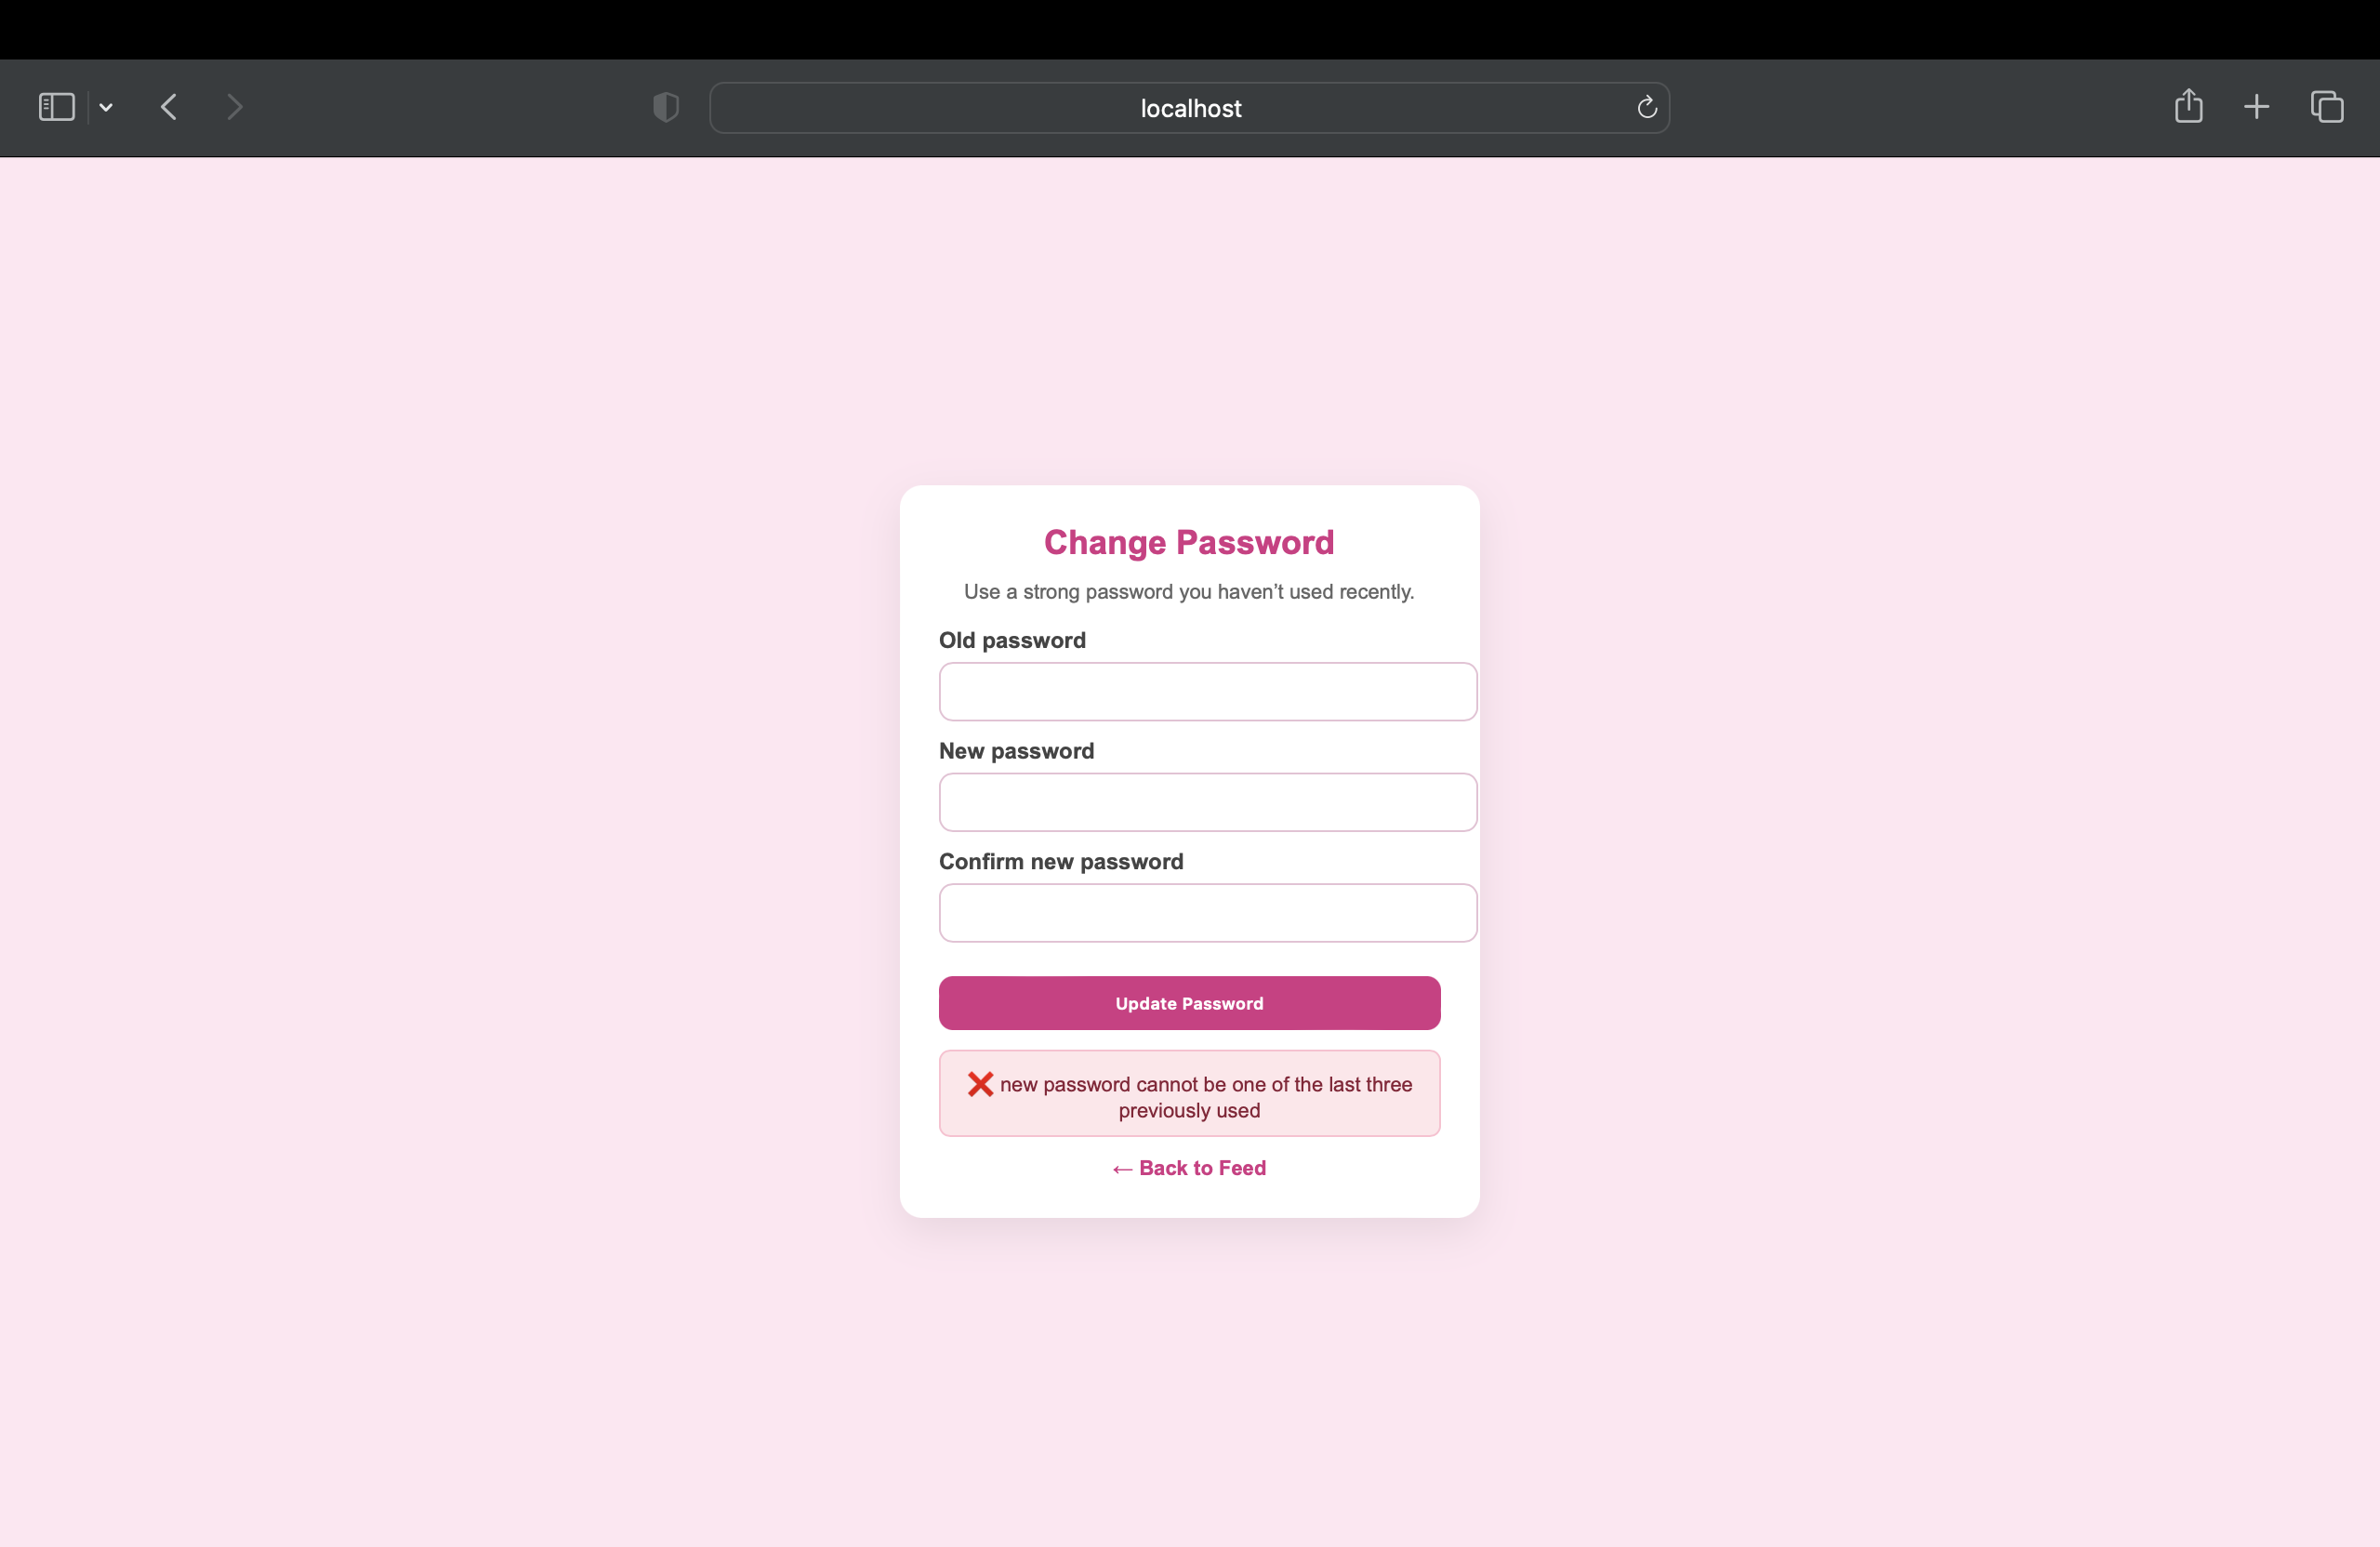 localhost
Change Password
Use a strong password you haven’t used recently.
Old password
New password
Confirm new password
Update Password
❌ new password cannot be one of the last three
previously used
← Back to Feed